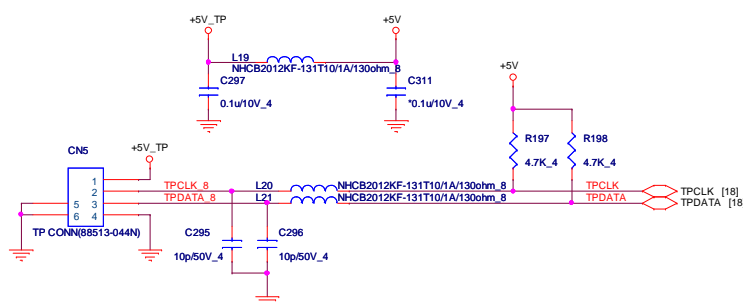 +5V_TP
+5V
L19
NHCB2012KF-131T10/1A/130ohm_8
C297
0.1u/10V_4
C311
*0.1u/10V_4
+5V
R197
4.7K_4
R198
4.7K_4
CN5
+5V_TP
1
2
3
4
5
6
TP CONN(88513-044N)
TPCLK_8
L20
NHCB2012KF-131T10/1A/130ohm_8
TPCLK
TPCLK [18]
TPDATA_8
L21
NHCB2012KF-131T10/1A/130ohm_8
TPDATA
TPDATA [18
C295
10p/50V_4
C296
10p/50V_4